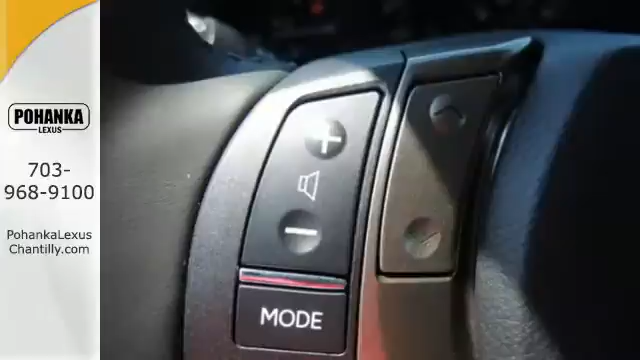 POHANKA
LEXUS
703-
968-9100
PohankaLexus
Chantilly.com
+
−
MODE